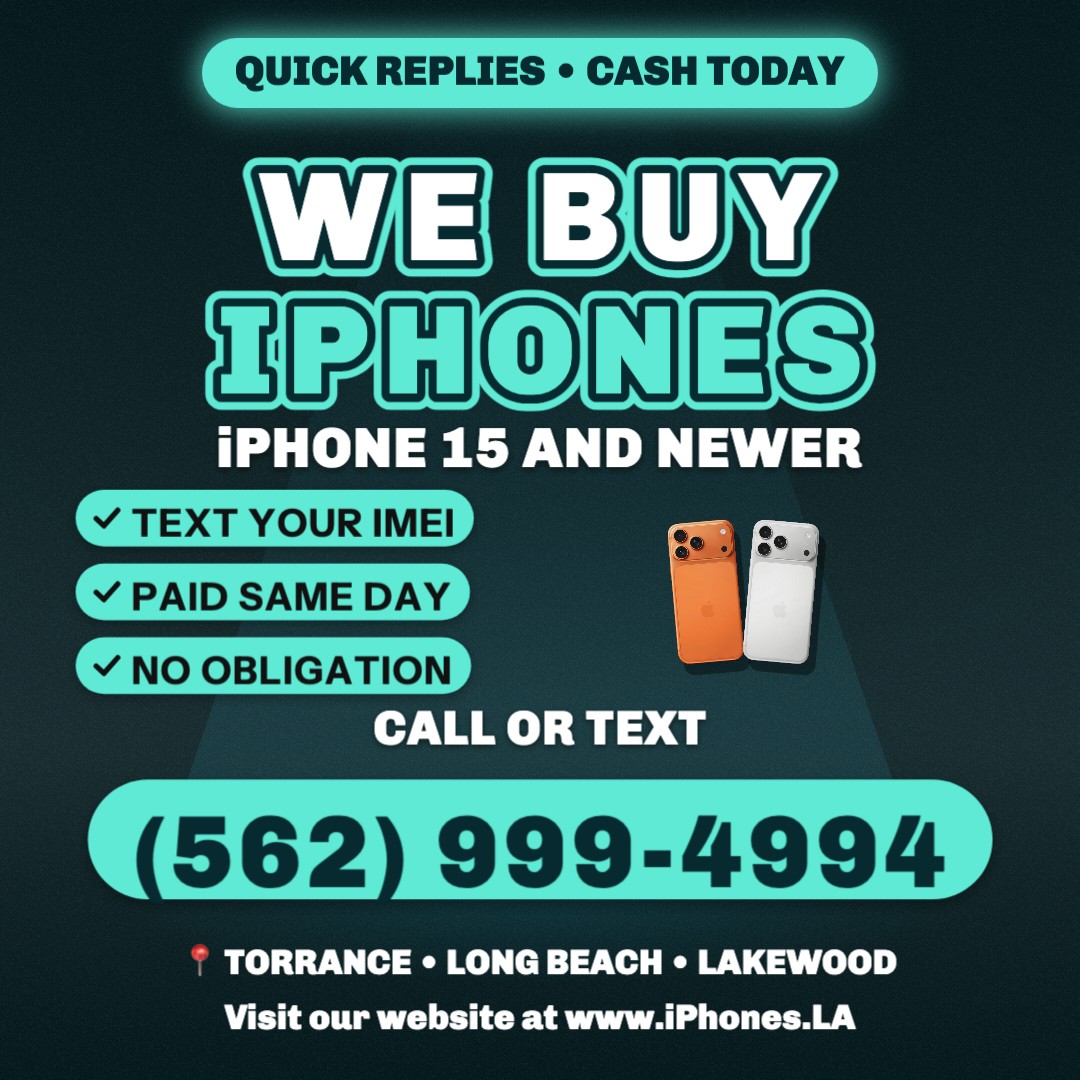 QUICK REPLIES • CASH TODAY
WE BUY
IPHONES
iPHONE 15 AND NEWER
✓ TEXT YOUR IMEI
✓ PAID SAME DAY
✓ NO OBLIGATION
CALL OR TEXT
(562) 999-4994
📍 TORRANCE • LONG BEACH • LAKEWOOD
Visit our website at www.iPhones.LA